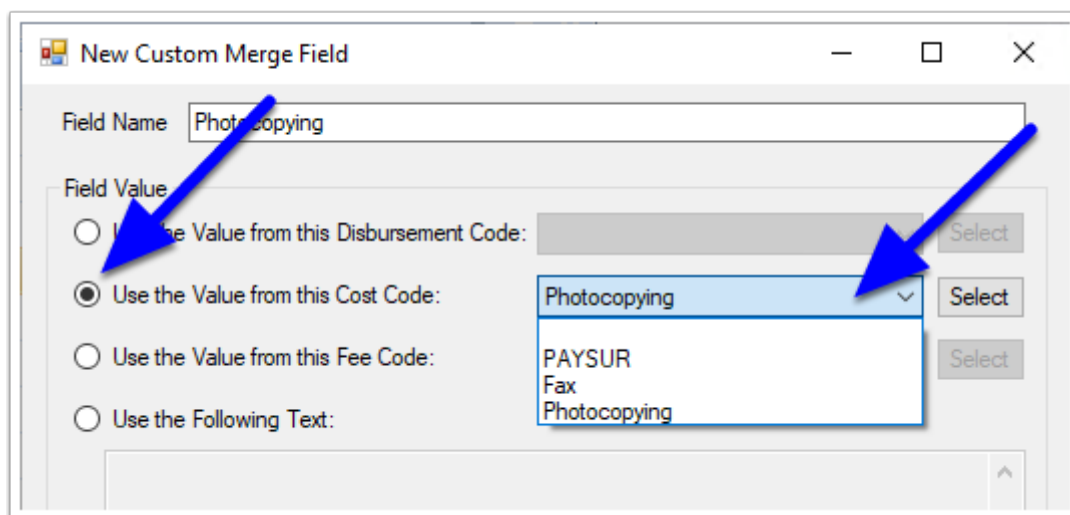 New Custom Merge Field
Field Name Photocopying
Field Value
the Value from this Disbursement Code: Select
Use the Value from this Cost Code: Photocopying Select
Use the Value from this Fee Code: Select
PAYSUR
Fax
Photocopying
Use the Following Text: